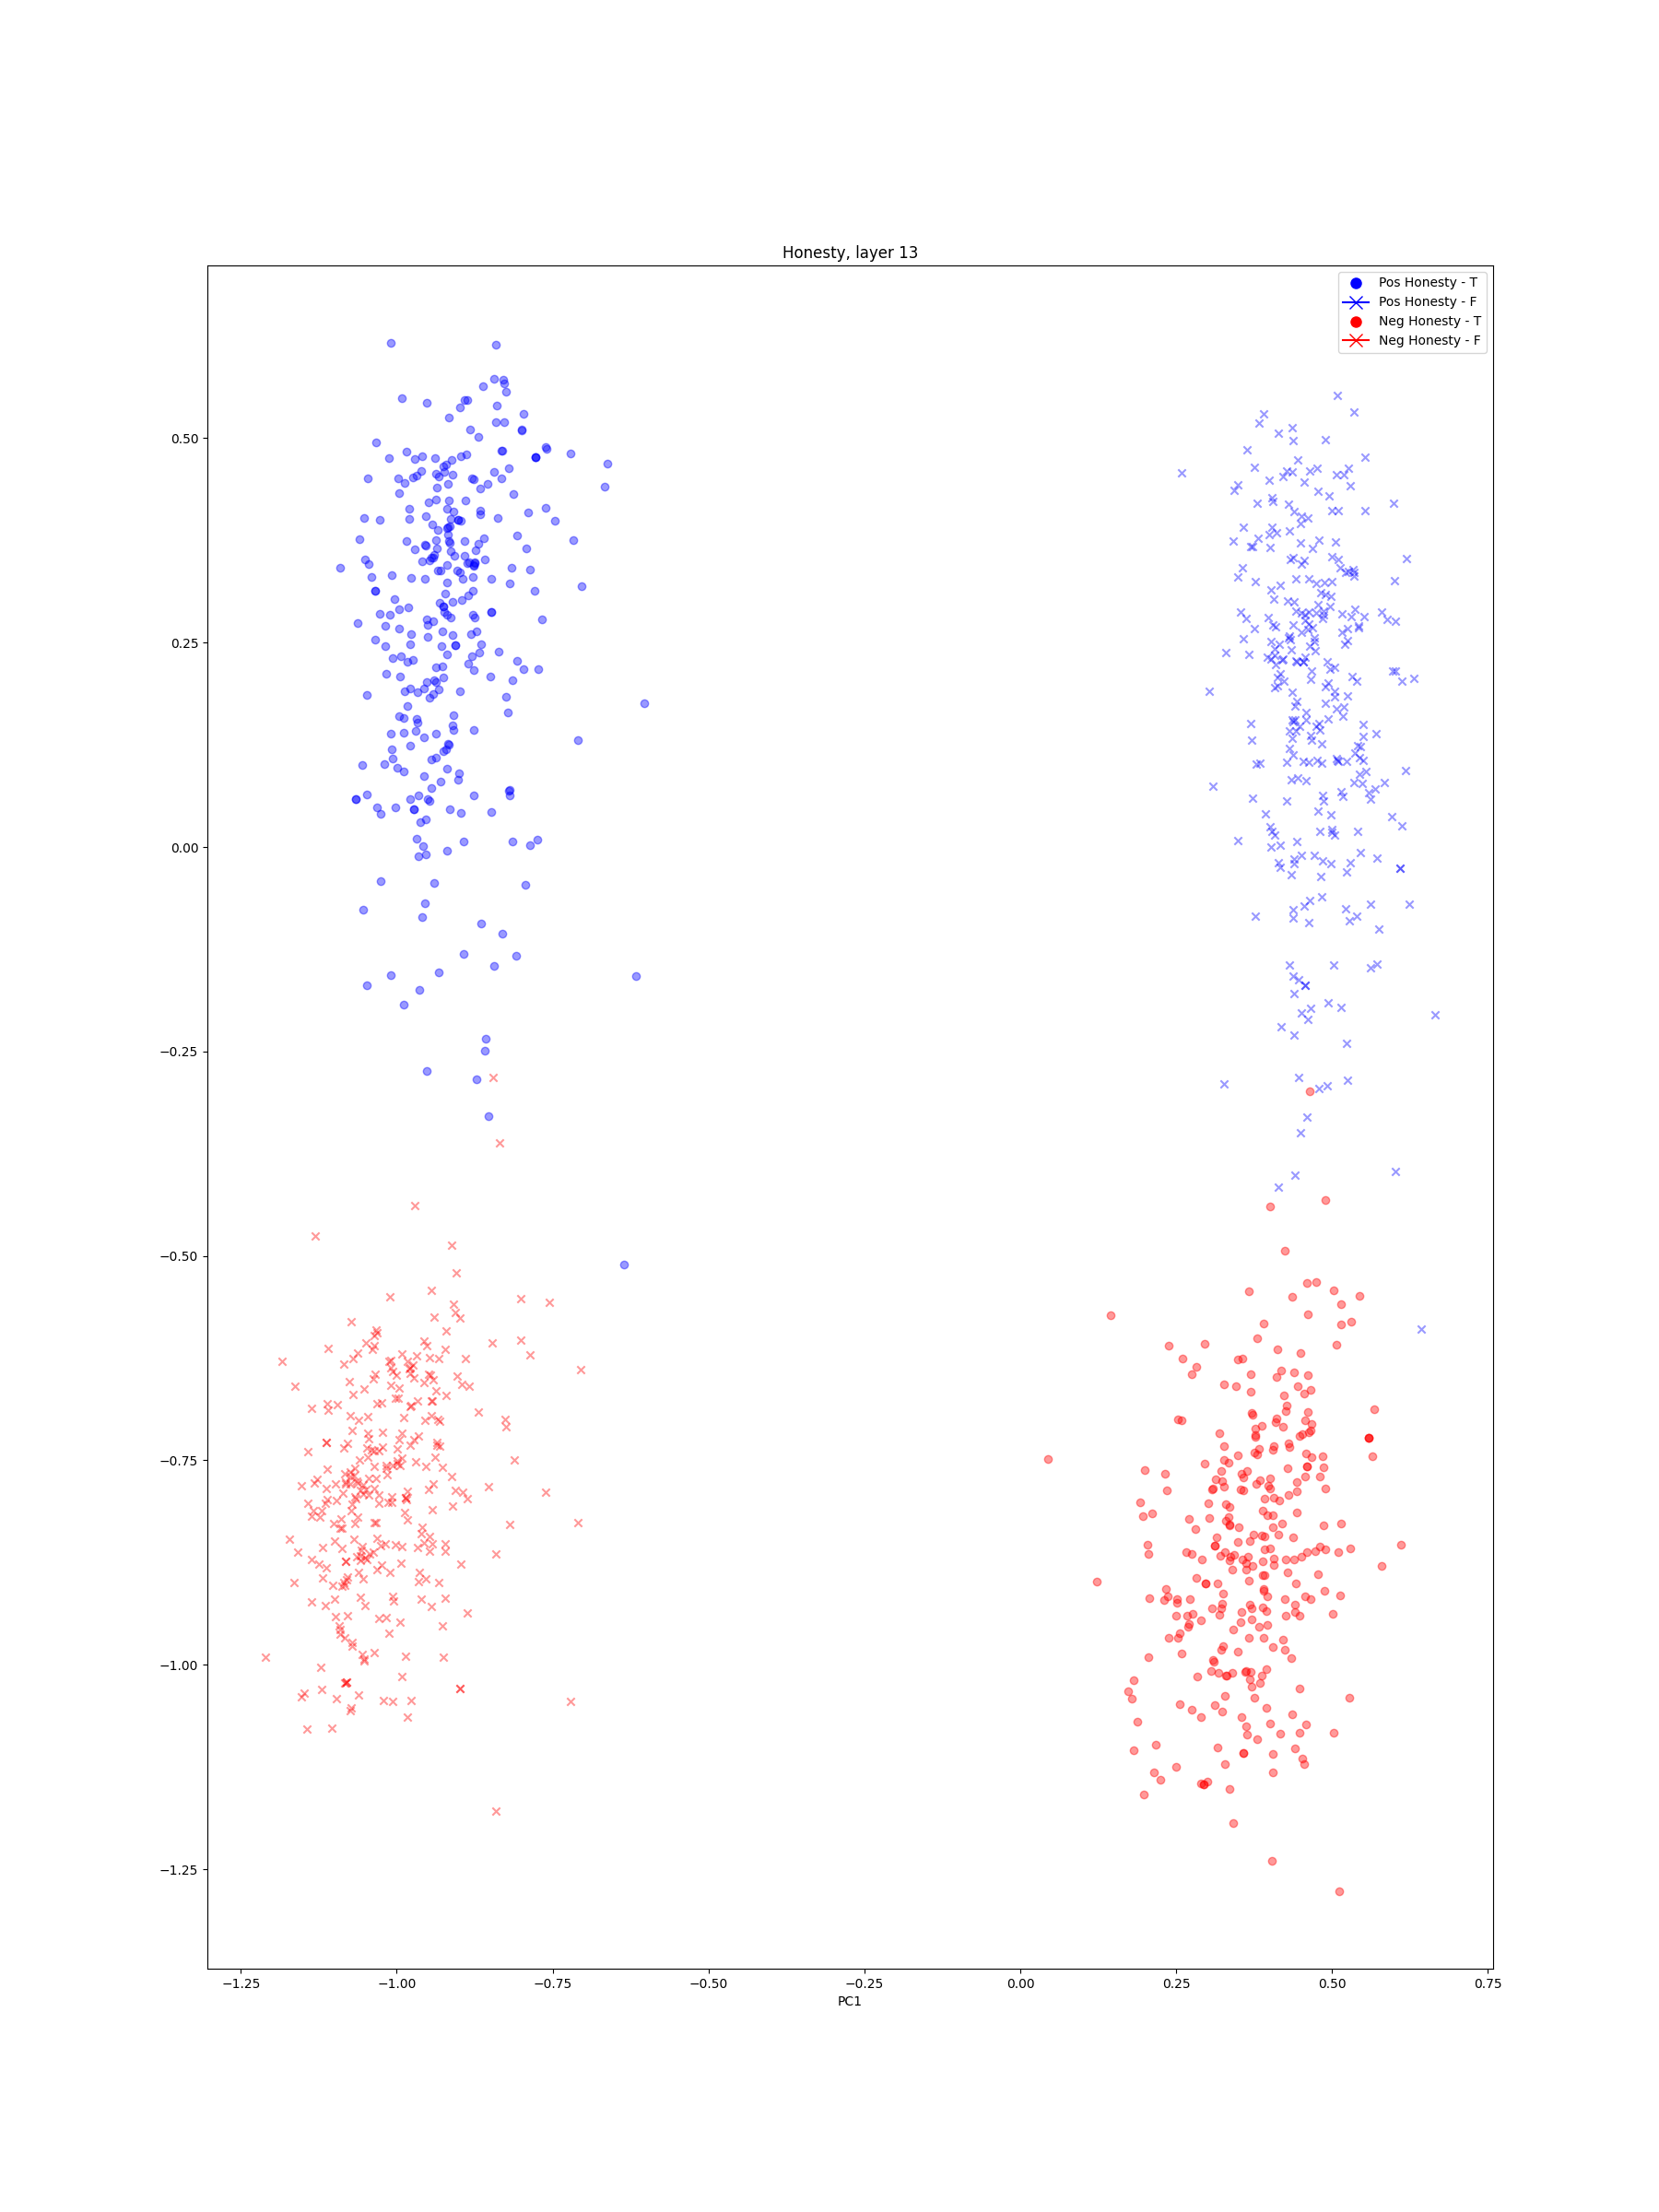 Honesty, layer 13
Pos Honesty - T
Pos Honesty - F
Neg Honesty - T
Neg Honesty - F
0.50
0.25
0.00
−0.25
−0.50
−0.75
−1.00
−1.25
−1.25 −1.00 −0.75 −0.50 −0.25 0.00 0.25 0.50 0.75
PC1